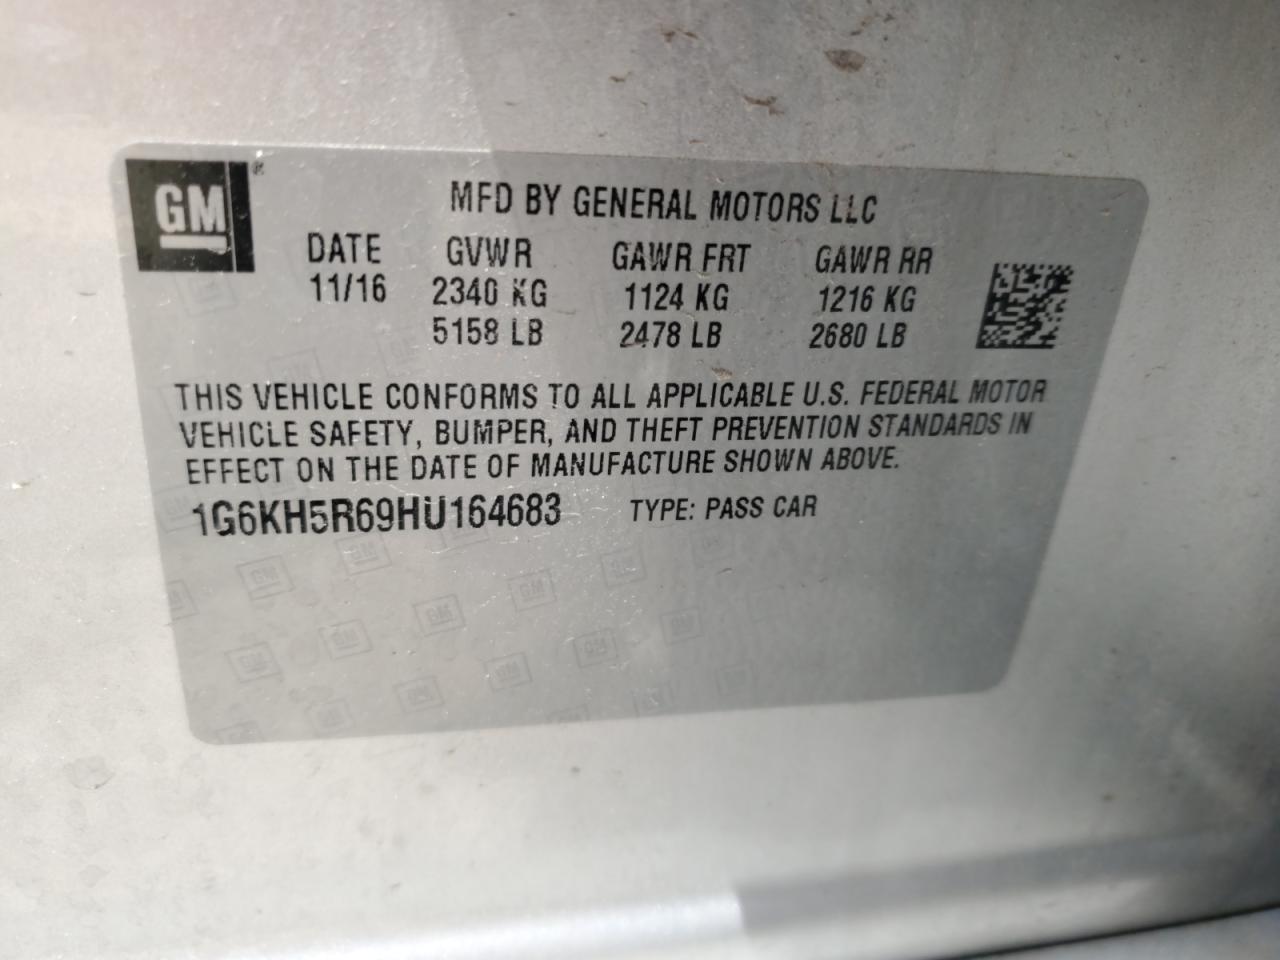 GM®
MFD BY GENERAL MOTORS LLC
DATE GVWR GAWR FRT GAWR RR
11/16 2340 KG 1124 KG 1216 KG
5158 LB 2478 LB 2680 LB
THIS VEHICLE CONFORMS TO ALL APPLICABLE U.S. FEDERAL MOTOR
VEHICLE SAFETY, BUMPER, AND THEFT PREVENTION STANDARDS IN
EFFECT ON THE DATE OF MANUFACTURE SHOWN ABOVE.
1G6KH5R69HU164683 TYPE: PASS CAR